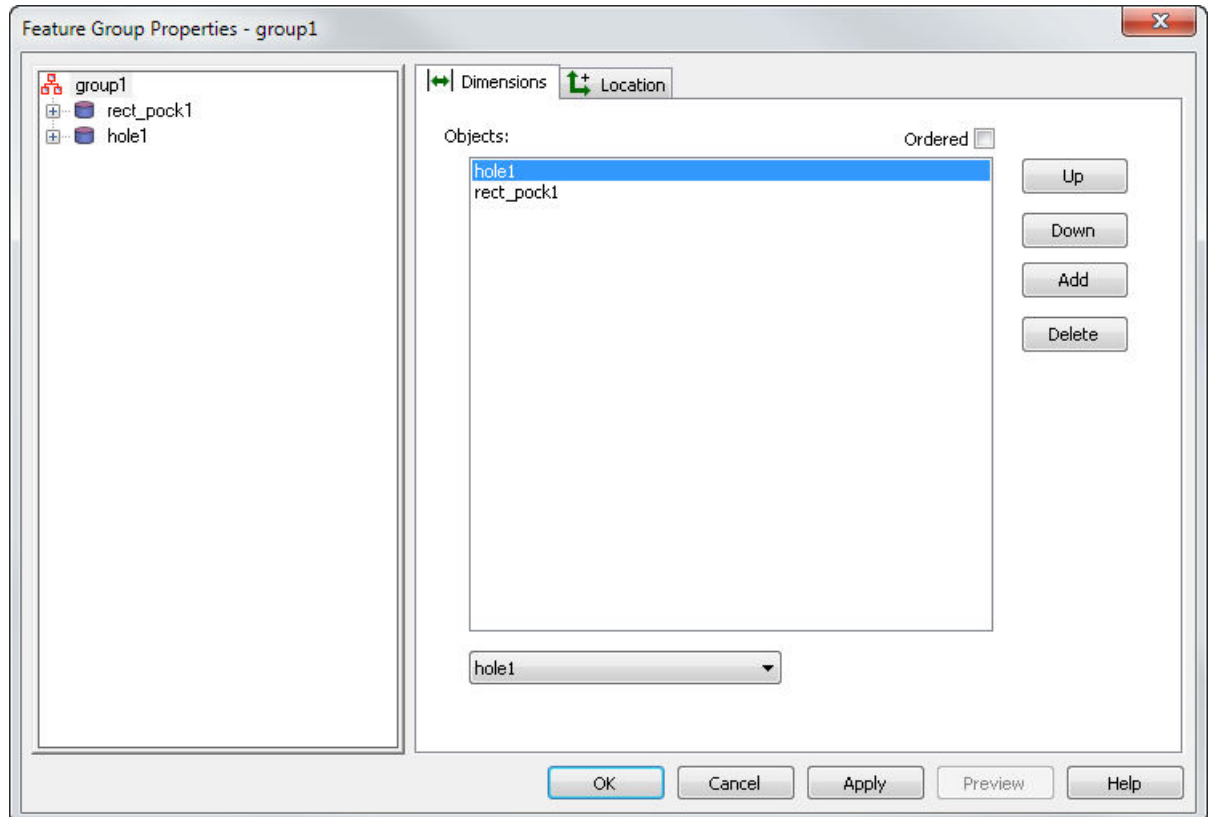 Feature Group Properties - group1
group1
rect_pock1
hole1
Dimensions
Location
Objects:
Ordered
hole1
rect_pock1
Up
Down
Add
Delete
hole1
OK
Cancel
Apply
Preview
Help